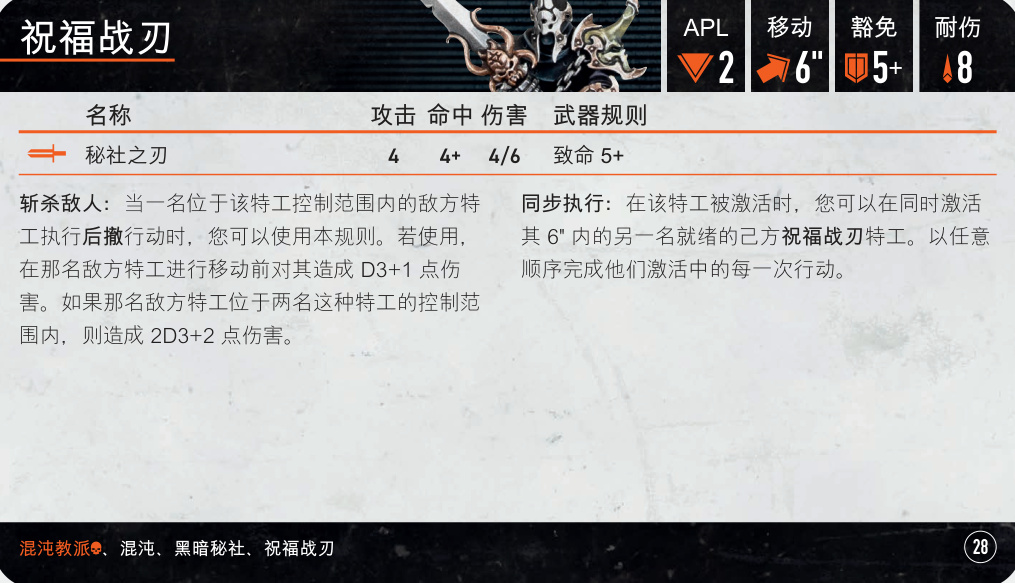 祝福战刃
APL 移动 豁免 耐伤
2 6" 5+ 8
名称 攻击 命中 伤害 武器规则
秘社之刃 4 4+ 4/6 致命 5+
斩杀敌人：当一名位于该特工控制范围内的敌方特
工执行后撤行动时，您可以使用本规则。若使用，
在那名敌方特工进行移动前对其造成 D3+1 点伤
害。如果那名敌方特工位于两名这种特工的控制范
围内，则造成 2D3+2 点伤害。
同步执行：在该特工被激活时，您可以在同时激活
其 6" 内的另一名就绪的己方祝福战刃特工。以任意
顺序完成他们激活中的每一次行动。
混沌教派、混沌、黑暗秘社、祝福战刃
28